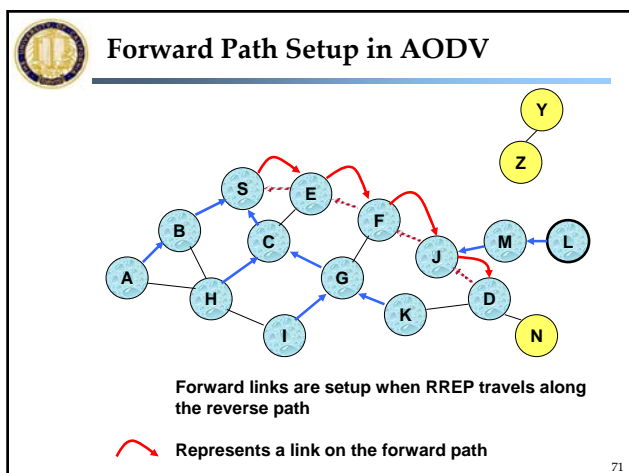 Forward Path Setup in AODV
Y
Z
S
E
F
B
C
J
M
L
A
G
H
D
K
I
N
Forward links are setup when RREP travels along
the reverse path
Represents a link on the forward path
71